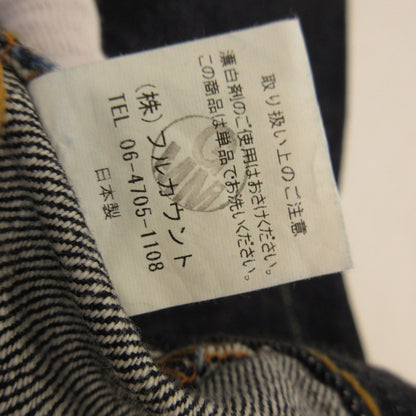 取り扱い上のご注意
漂白剤のご使用はおさけください。
この商品は単品でお洗いください。
(株)フルカウント
TEL 06-4705-1108
日本製